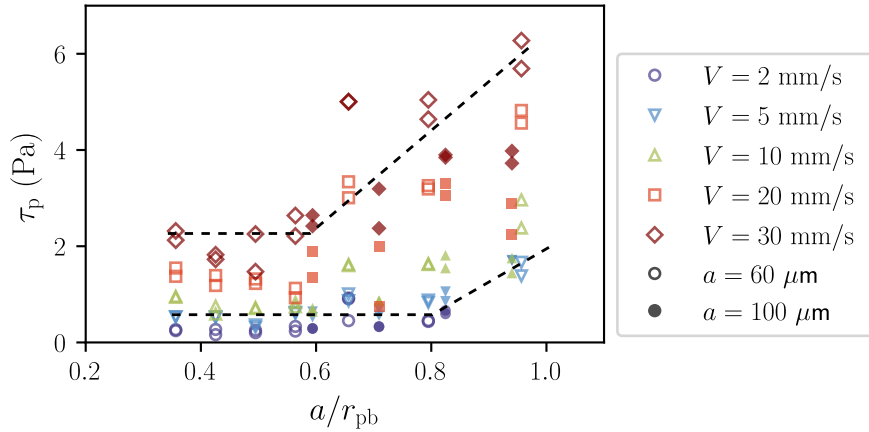 6
4
2
0
τp (Pa)
0.2 0.4 0.6 0.8 1.0
a/rpb
V = 2 mm/s
V = 5 mm/s
V = 10 mm/s
V = 20 mm/s
V = 30 mm/s
a = 60 μm
a = 100 μm